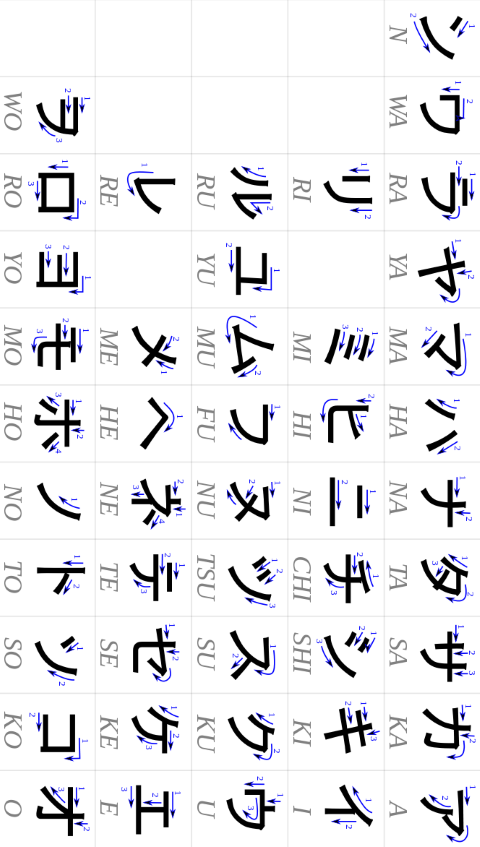 ン ワ ラ ヤ マ ハ ナ タ サ カ ア
N WA RA YA MA HA NA TA SA KA A
リ ミ ヒ ニ チ シ キ イ
RI MI HI NI CHI SHI KI I
ル ユ ム フ ヌ ツ ス ク ウ
RU YU MU FU NU TSU SU KU U
レ メ ヘ ネ テ セ ケ エ
RE ME HE NE TE SE KE E
ヲ ロ ヨ モ ホ ノ ト ソ コ オ
WO RO YO MO HO NO TO SO KO O